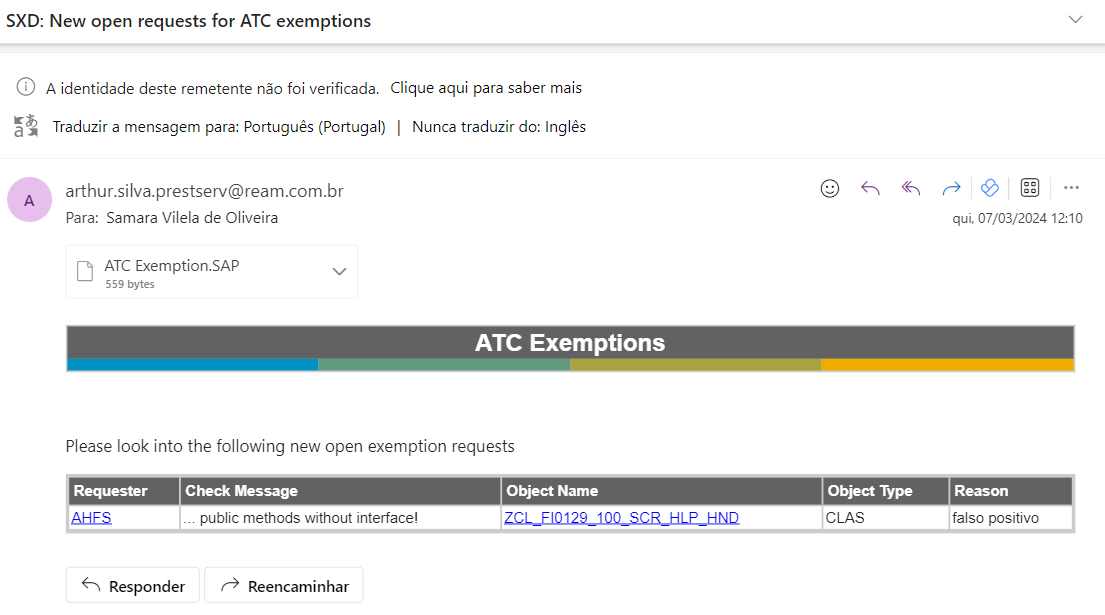 SXD: New open requests for ATC exemptions
A identidade deste remetente não foi verificada. Clique aqui para saber mais
Traduzir a mensagem para: Português (Portugal) | Nunca traduzir do: Inglês
A
arthur.silva.prestserv@ream.com.br
Para: Samara Vilela de Oliveira
qui, 07/03/2024 12:10
ATC Exemption.SAP
559 bytes
ATC Exemptions
Please look into the following new open exemption requests
Requester Check Message Object Name Object Type Reason
AHFS ... public methods without interface! ZCL_FI0129_100_SCR_HLP_HND CLAS falso positivo
Responder Reencaminhar